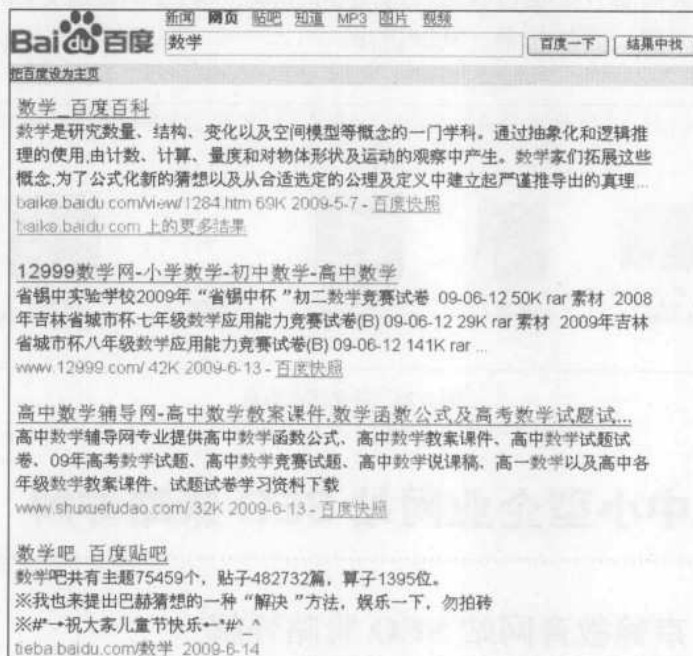 新闻 网页 贴吧 知道 MP3 图片 视频
Bai du 百度 数学 百度一下 结果中找
把百度设为主页
数学_百度百科
数学是研究数量、结构、变化以及空间模型等概念的一门学科。通过抽象化和逻辑推
理的使用,由计数、计算、量度和对物体形状及运动的观察中产生。数学家们拓展这些
概念,为了公式化新的猜想以及从合适选定的公理及定义中建立起严谨推导出的真理...
baike.baidu.com/view/1284.htm 69K 2009-5-7 - 百度快照
baike.baidu.com 上的更多结果
12999数学网-小学数学-初中数学-高中数学
省锡中实验学校2009年“省锡中杯”初二数学竞赛试卷 09-06-12 50K rar 素材 2008
年吉林省城市杯七年级数学应用能力竞赛试卷(B) 09-06-12 29K rar 素材 2009年吉林
省城市杯八年级数学应用能力竞赛试卷(B) 09-06-12 141K rar ...
www.12999.com/ 42K 2009-6-13 - 百度快照
高中数学辅导网-高中数学教案课件,数学函数公式及高考数学试题试...
高中数学辅导网专业提供高中数学函数公式、高中数学教案课件、高中数学试题试
卷、09年高考数学试题、高中数学竞赛试题、高中数学说课稿、高一数学以及高中各
年级数学教案课件、试题试卷学习资料下载
www.shuxuefudao.com/ 32K 2009-6-13 - 百度快照
数学吧_百度贴吧
数学吧共有主题75459个，贴子482732篇，算子1395位。
※我也来提出巴赫猜想的一种“解决”方法，娱乐一下，勿拍砖
※#"→祝大家儿童节快乐←"#^_^
tieba.baidu.com/数学 2009-6-14